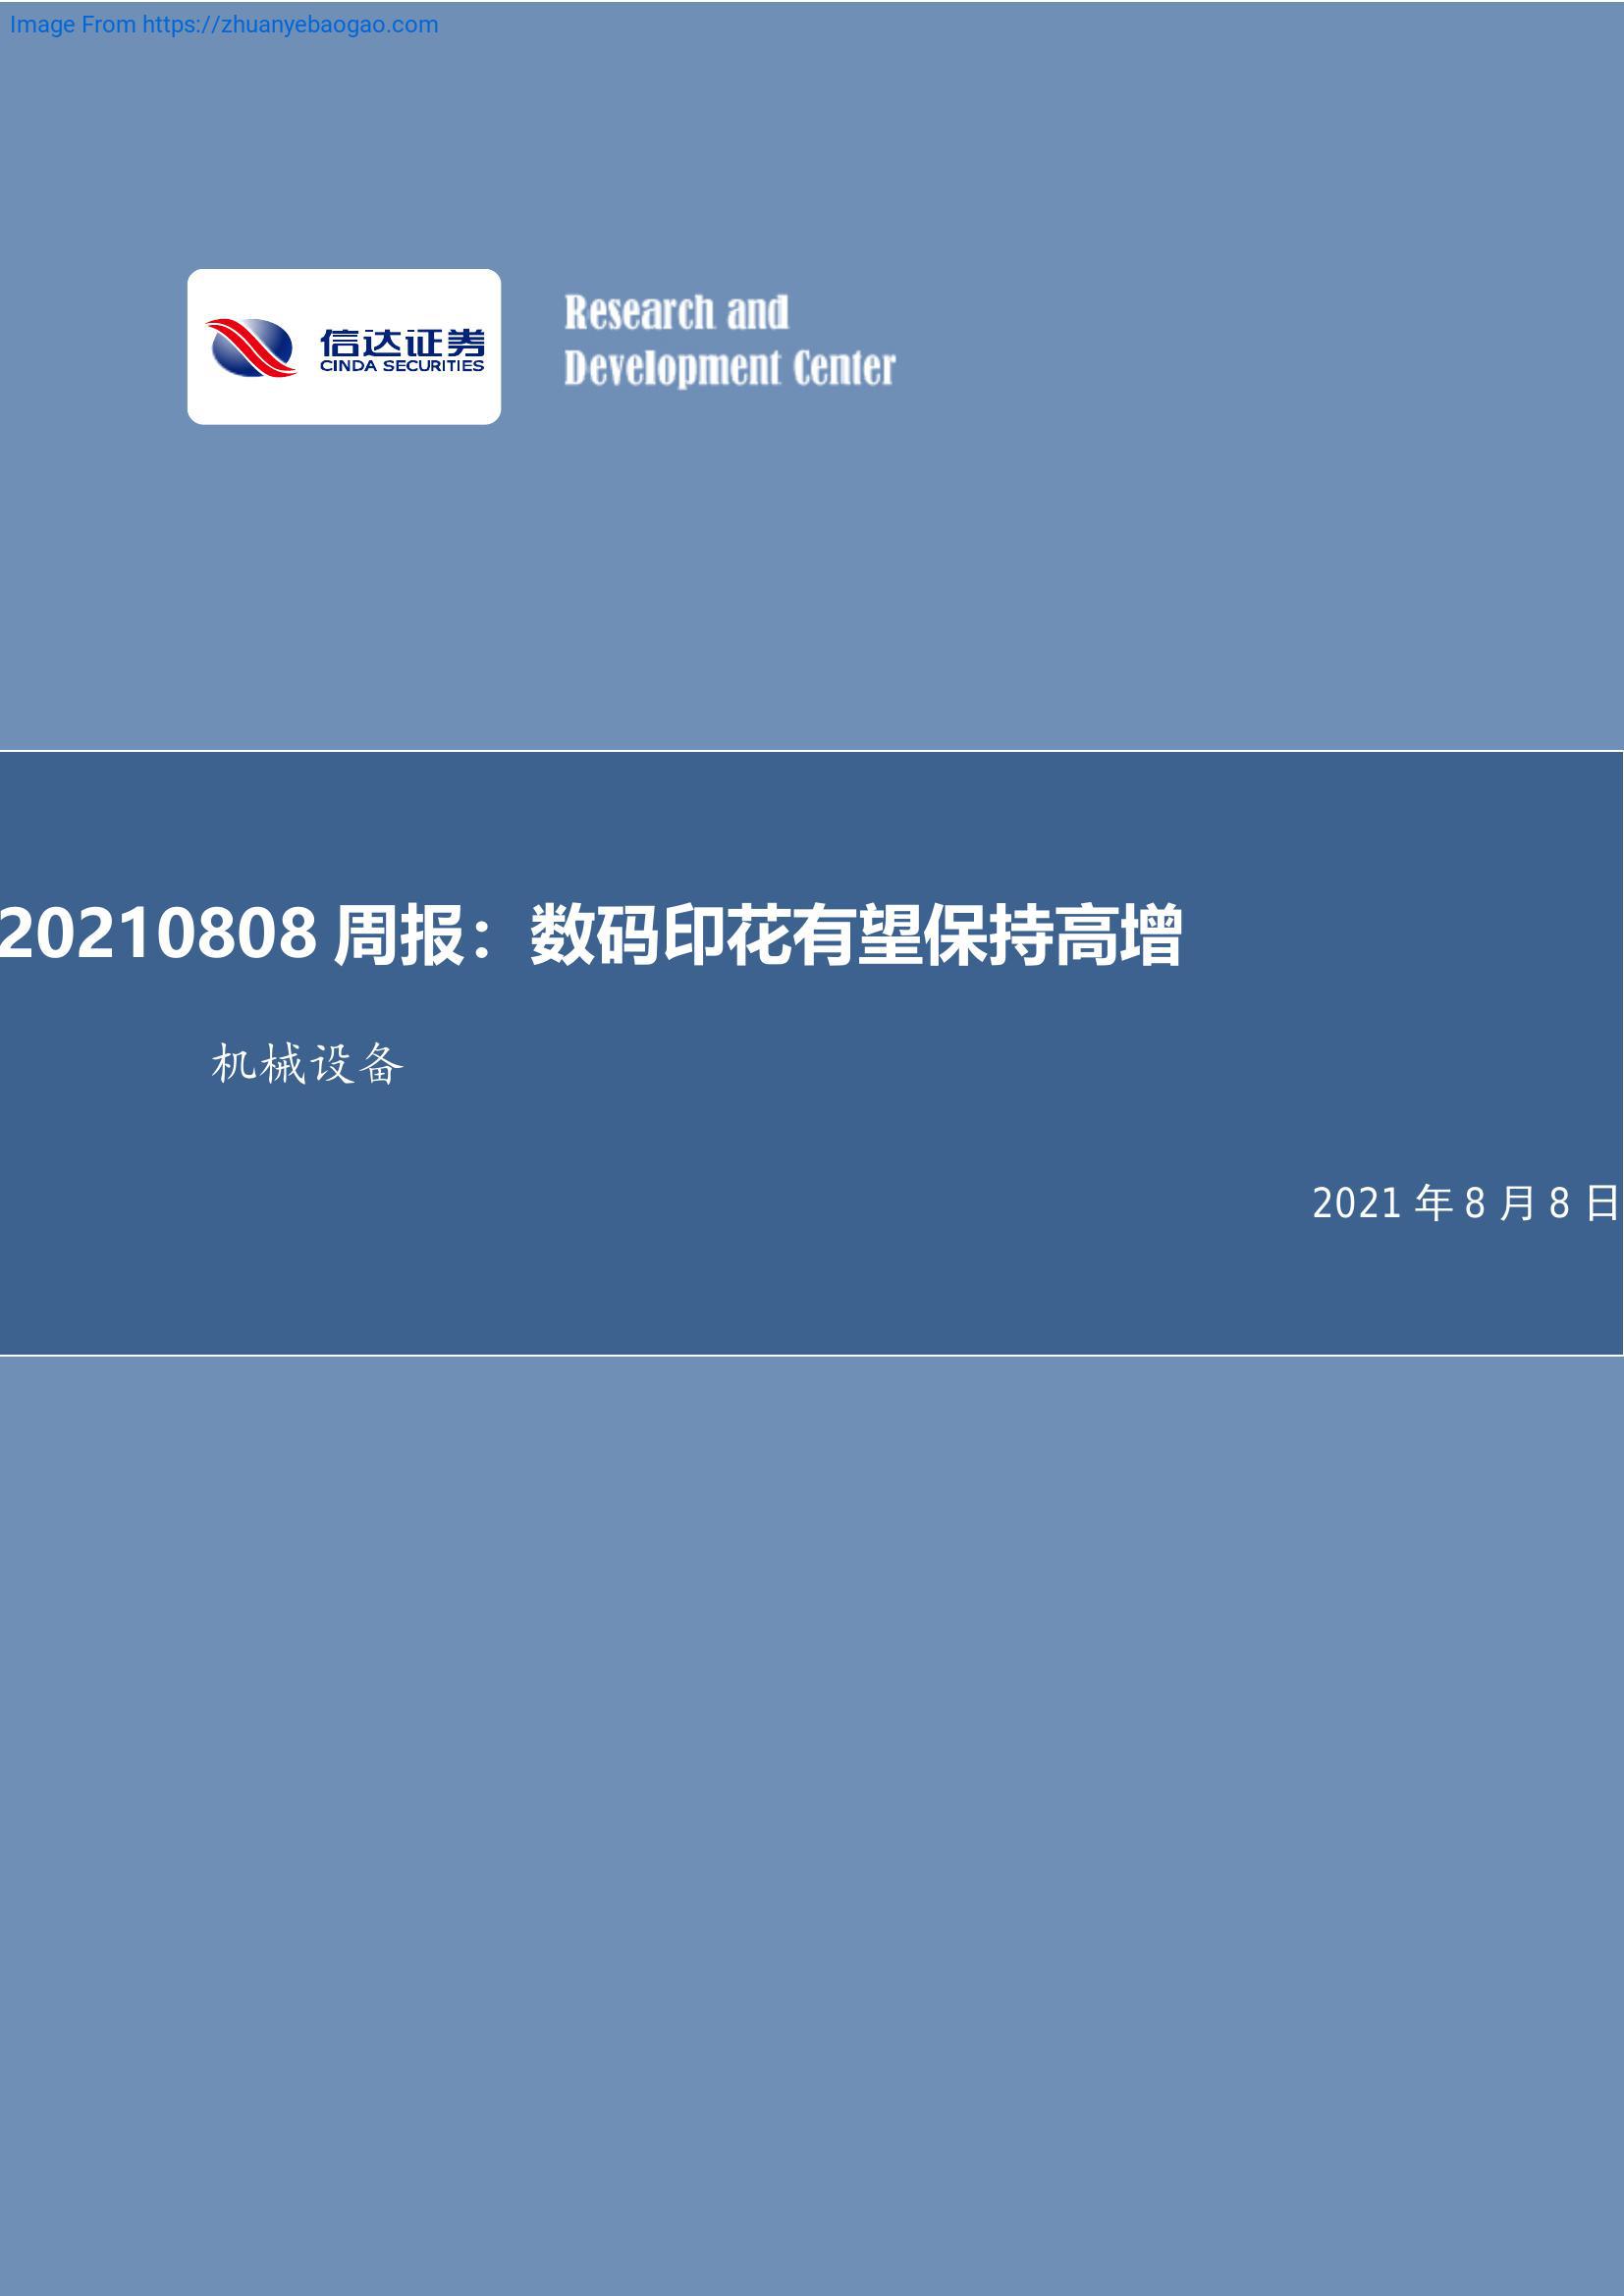 Image From https://zhuanyebaogao.com
信达证券
CINDA SECURITIES
Research and
Development Center
20210808 周报：数码印花有望保持高增
机械设备
2021 年 8 月 8 日